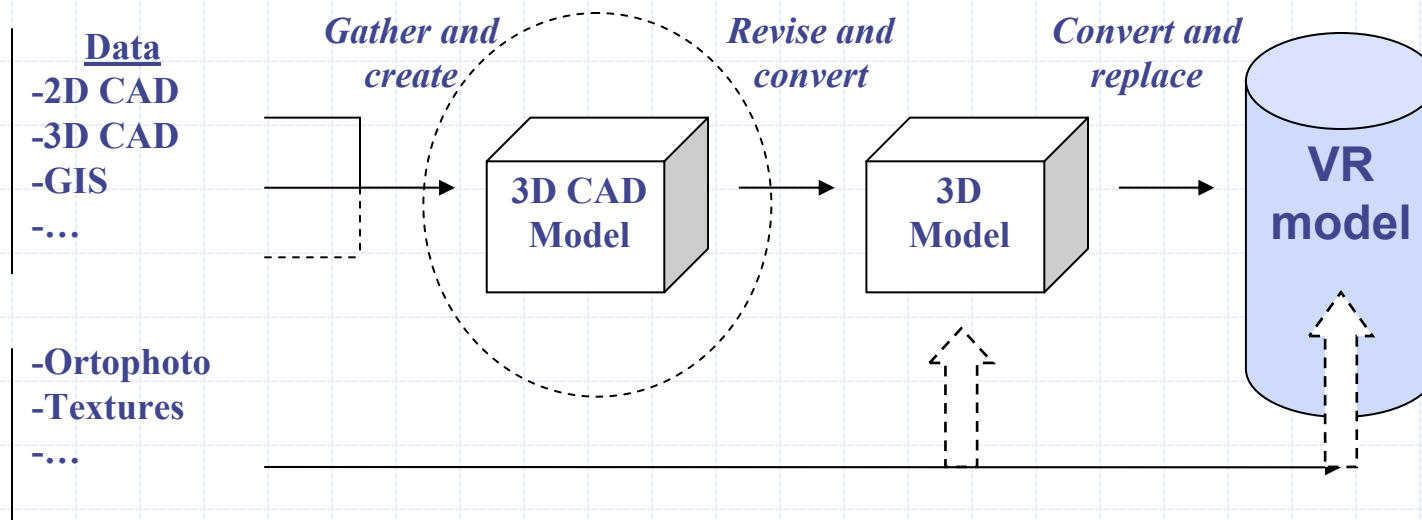 Data
-2D CAD
-3D CAD
-GIS
-…
-Ortophoto
-Textures
-…
Gather and
create
3D CAD
Model
Revise and
convert
3D
Model
Convert and
replace
VR
model